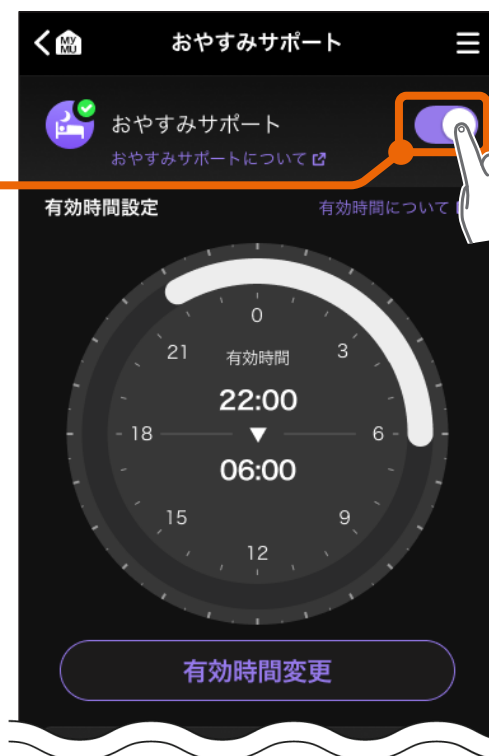 MY
MU
おやすみサポート
おやすみサポート
おやすみサポートについて
有効時間設定
有効時間について
0
21
有効時間
3
22:00
18
6
06:00
15
9
12
有効時間変更